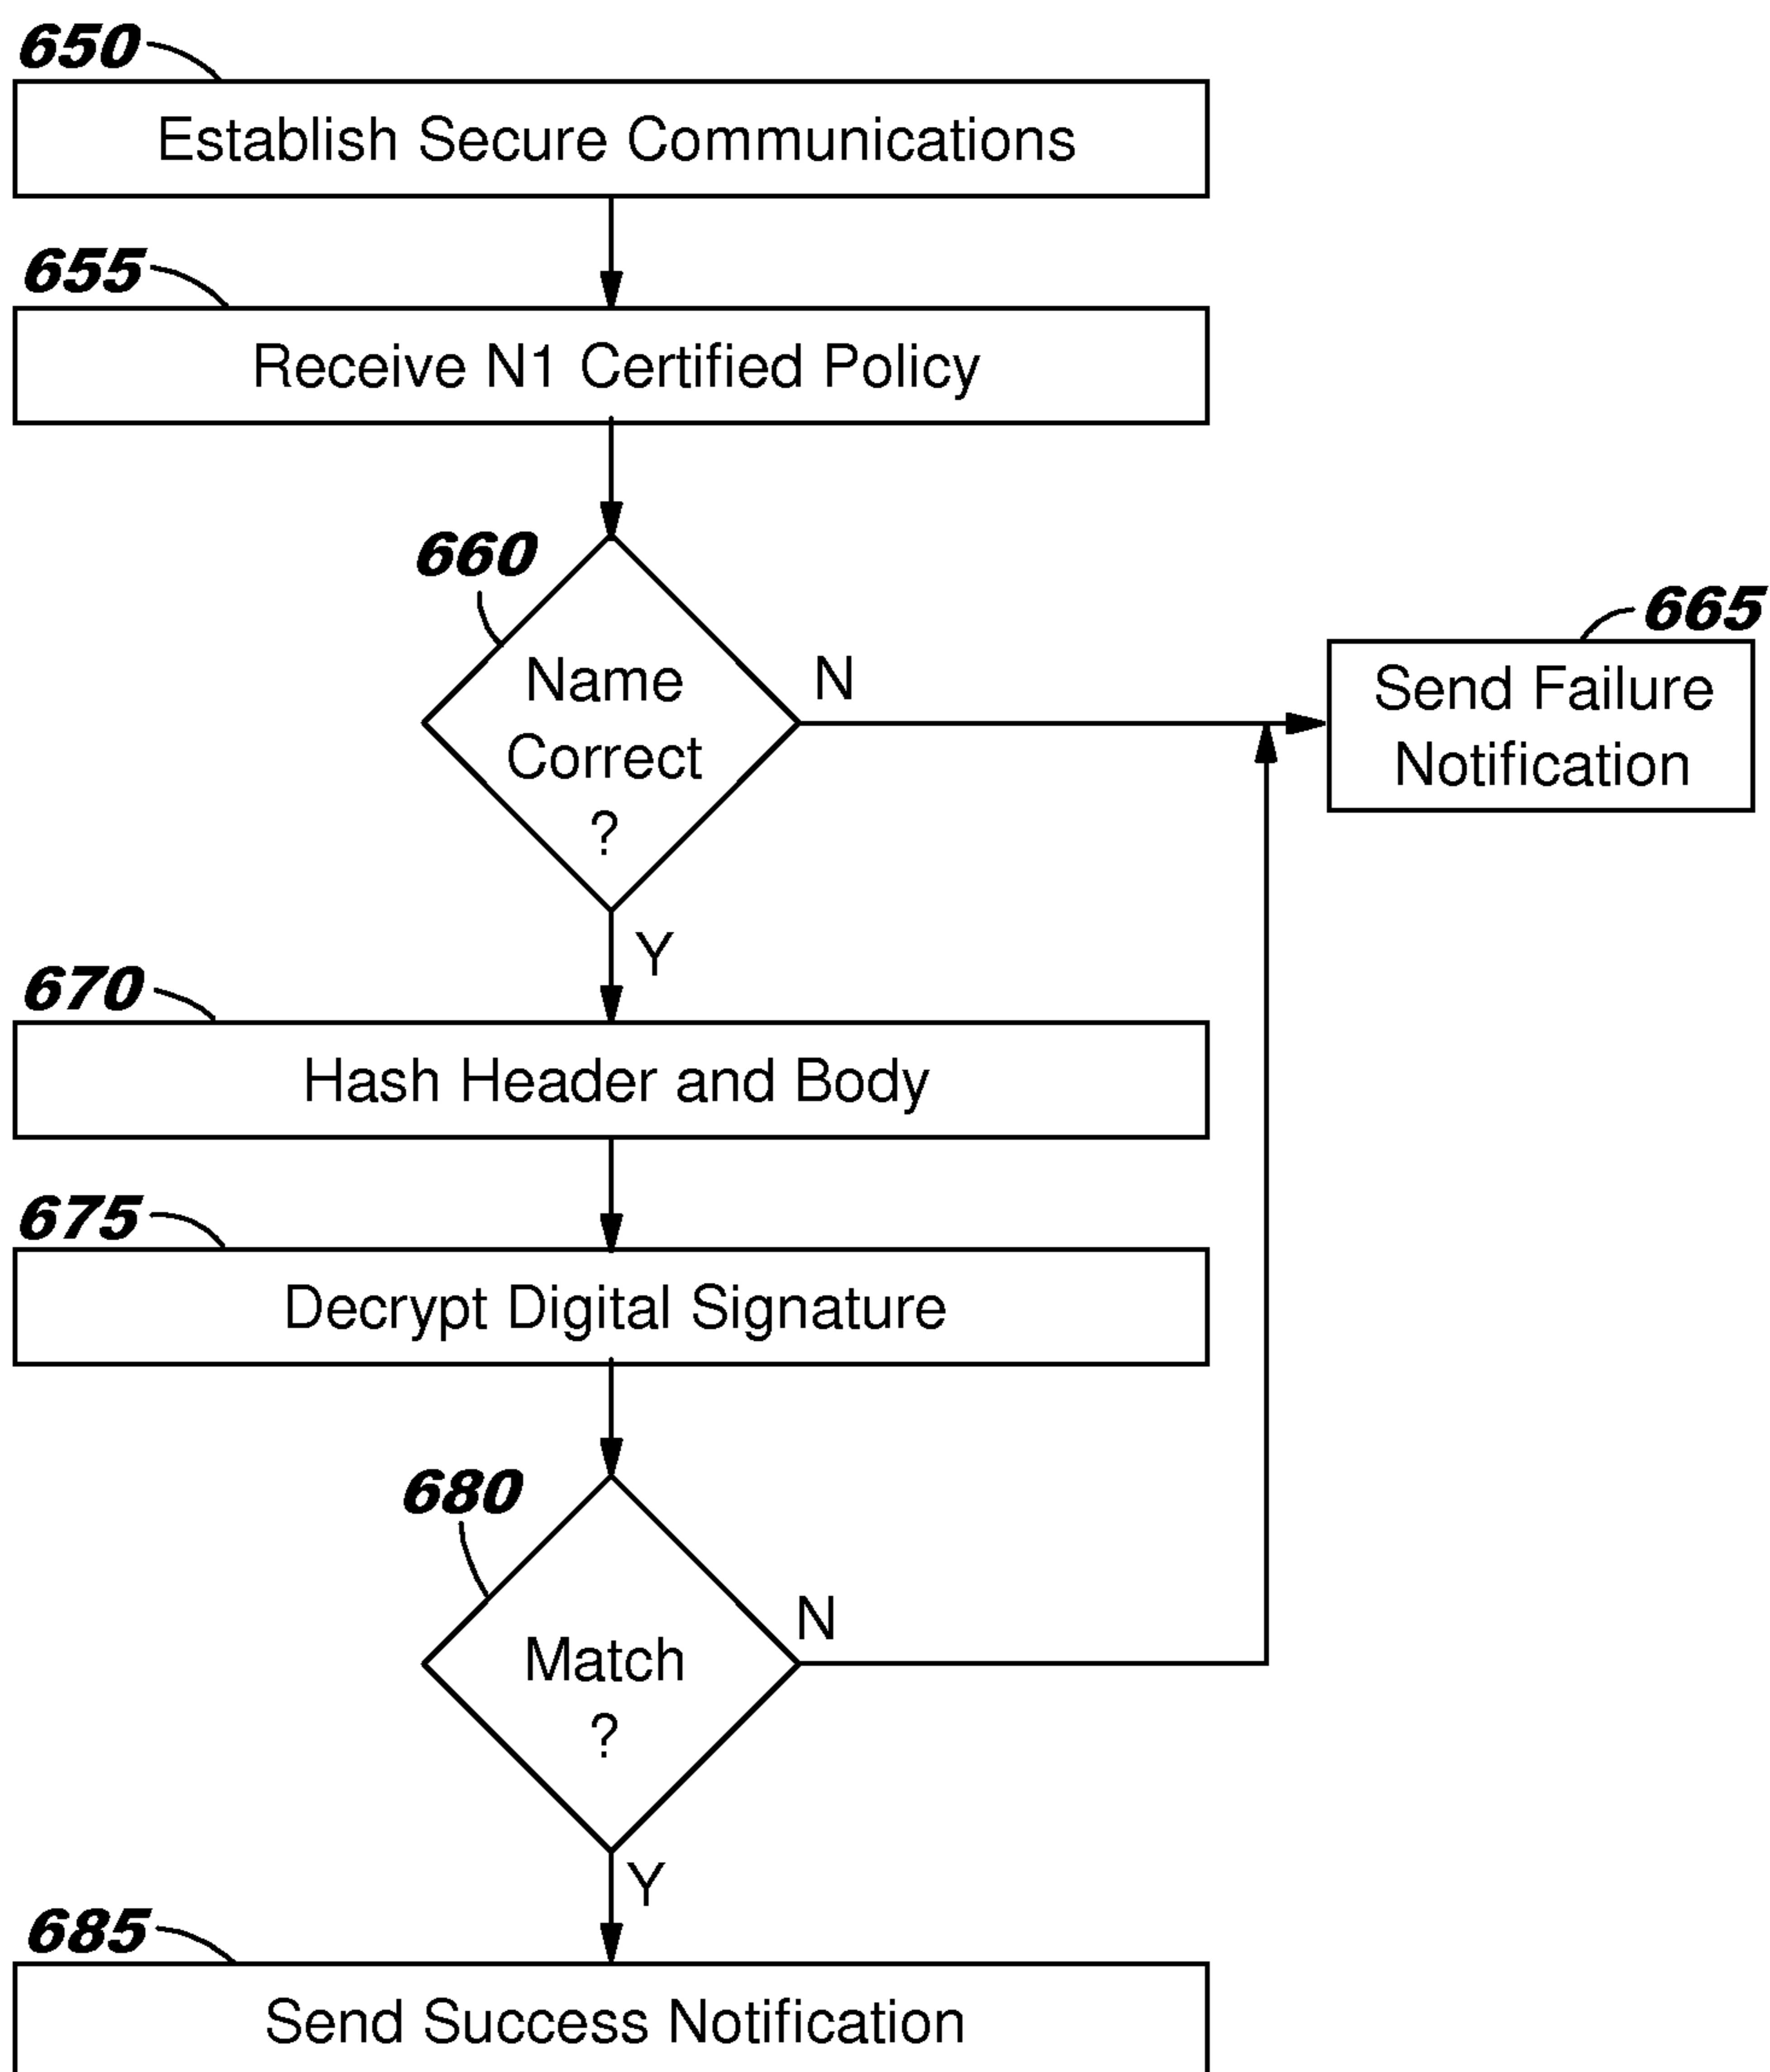 650
Establish Secure Communications
655
Receive N1 Certified Policy
660
Name
Correct
?
N
665
Send Failure
Notification
Y
670
Hash Header and Body
675
Decrypt Digital Signature
680
Match
?
N
Y
685
Send Success Notification